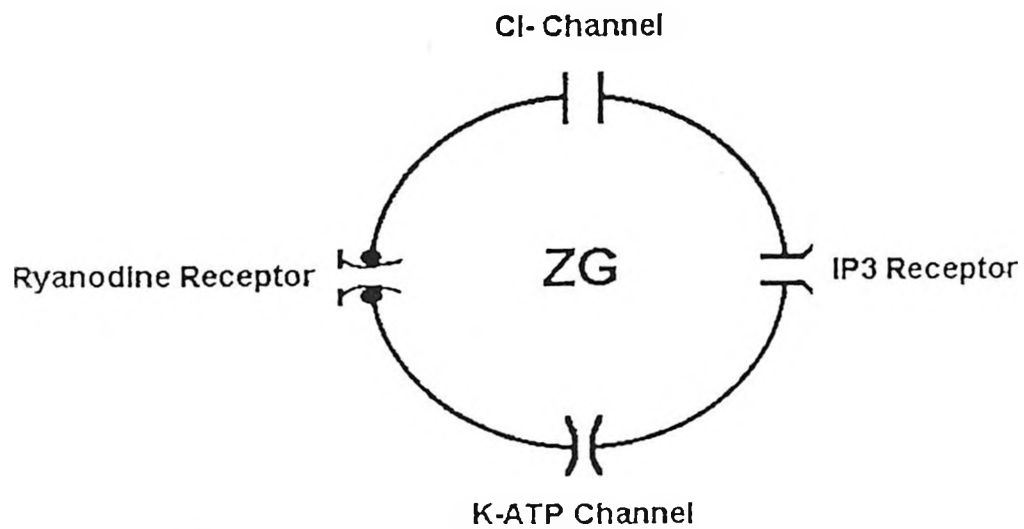 Cl- Channel
Ryanodine Receptor
ZG
IP3 Receptor
K-ATP Channel